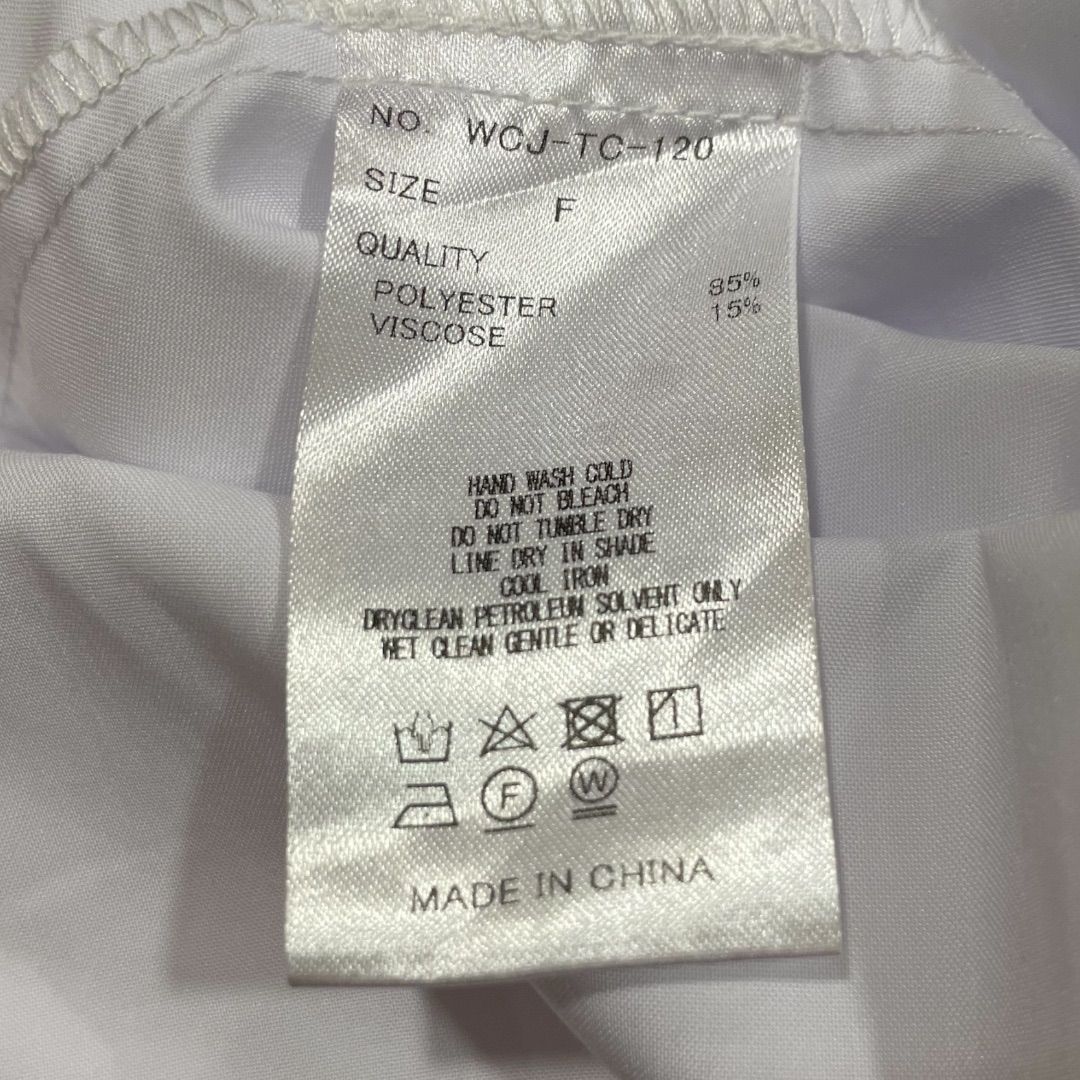 NO. WCJ-TC-120
SIZE F
QUALITY
POLYESTER 85%
VISCOSE 15%
HAND WASH COLD
DO NOT BLEACH
DO NOT TUMBLE DRY
LINE DRY IN SHADE
COOL IRON
DRYCLEAN PETROLEUM SOLVENT ONLY
WET CLEAN GENTLE OR DELICATE
F W
MADE IN CHINA